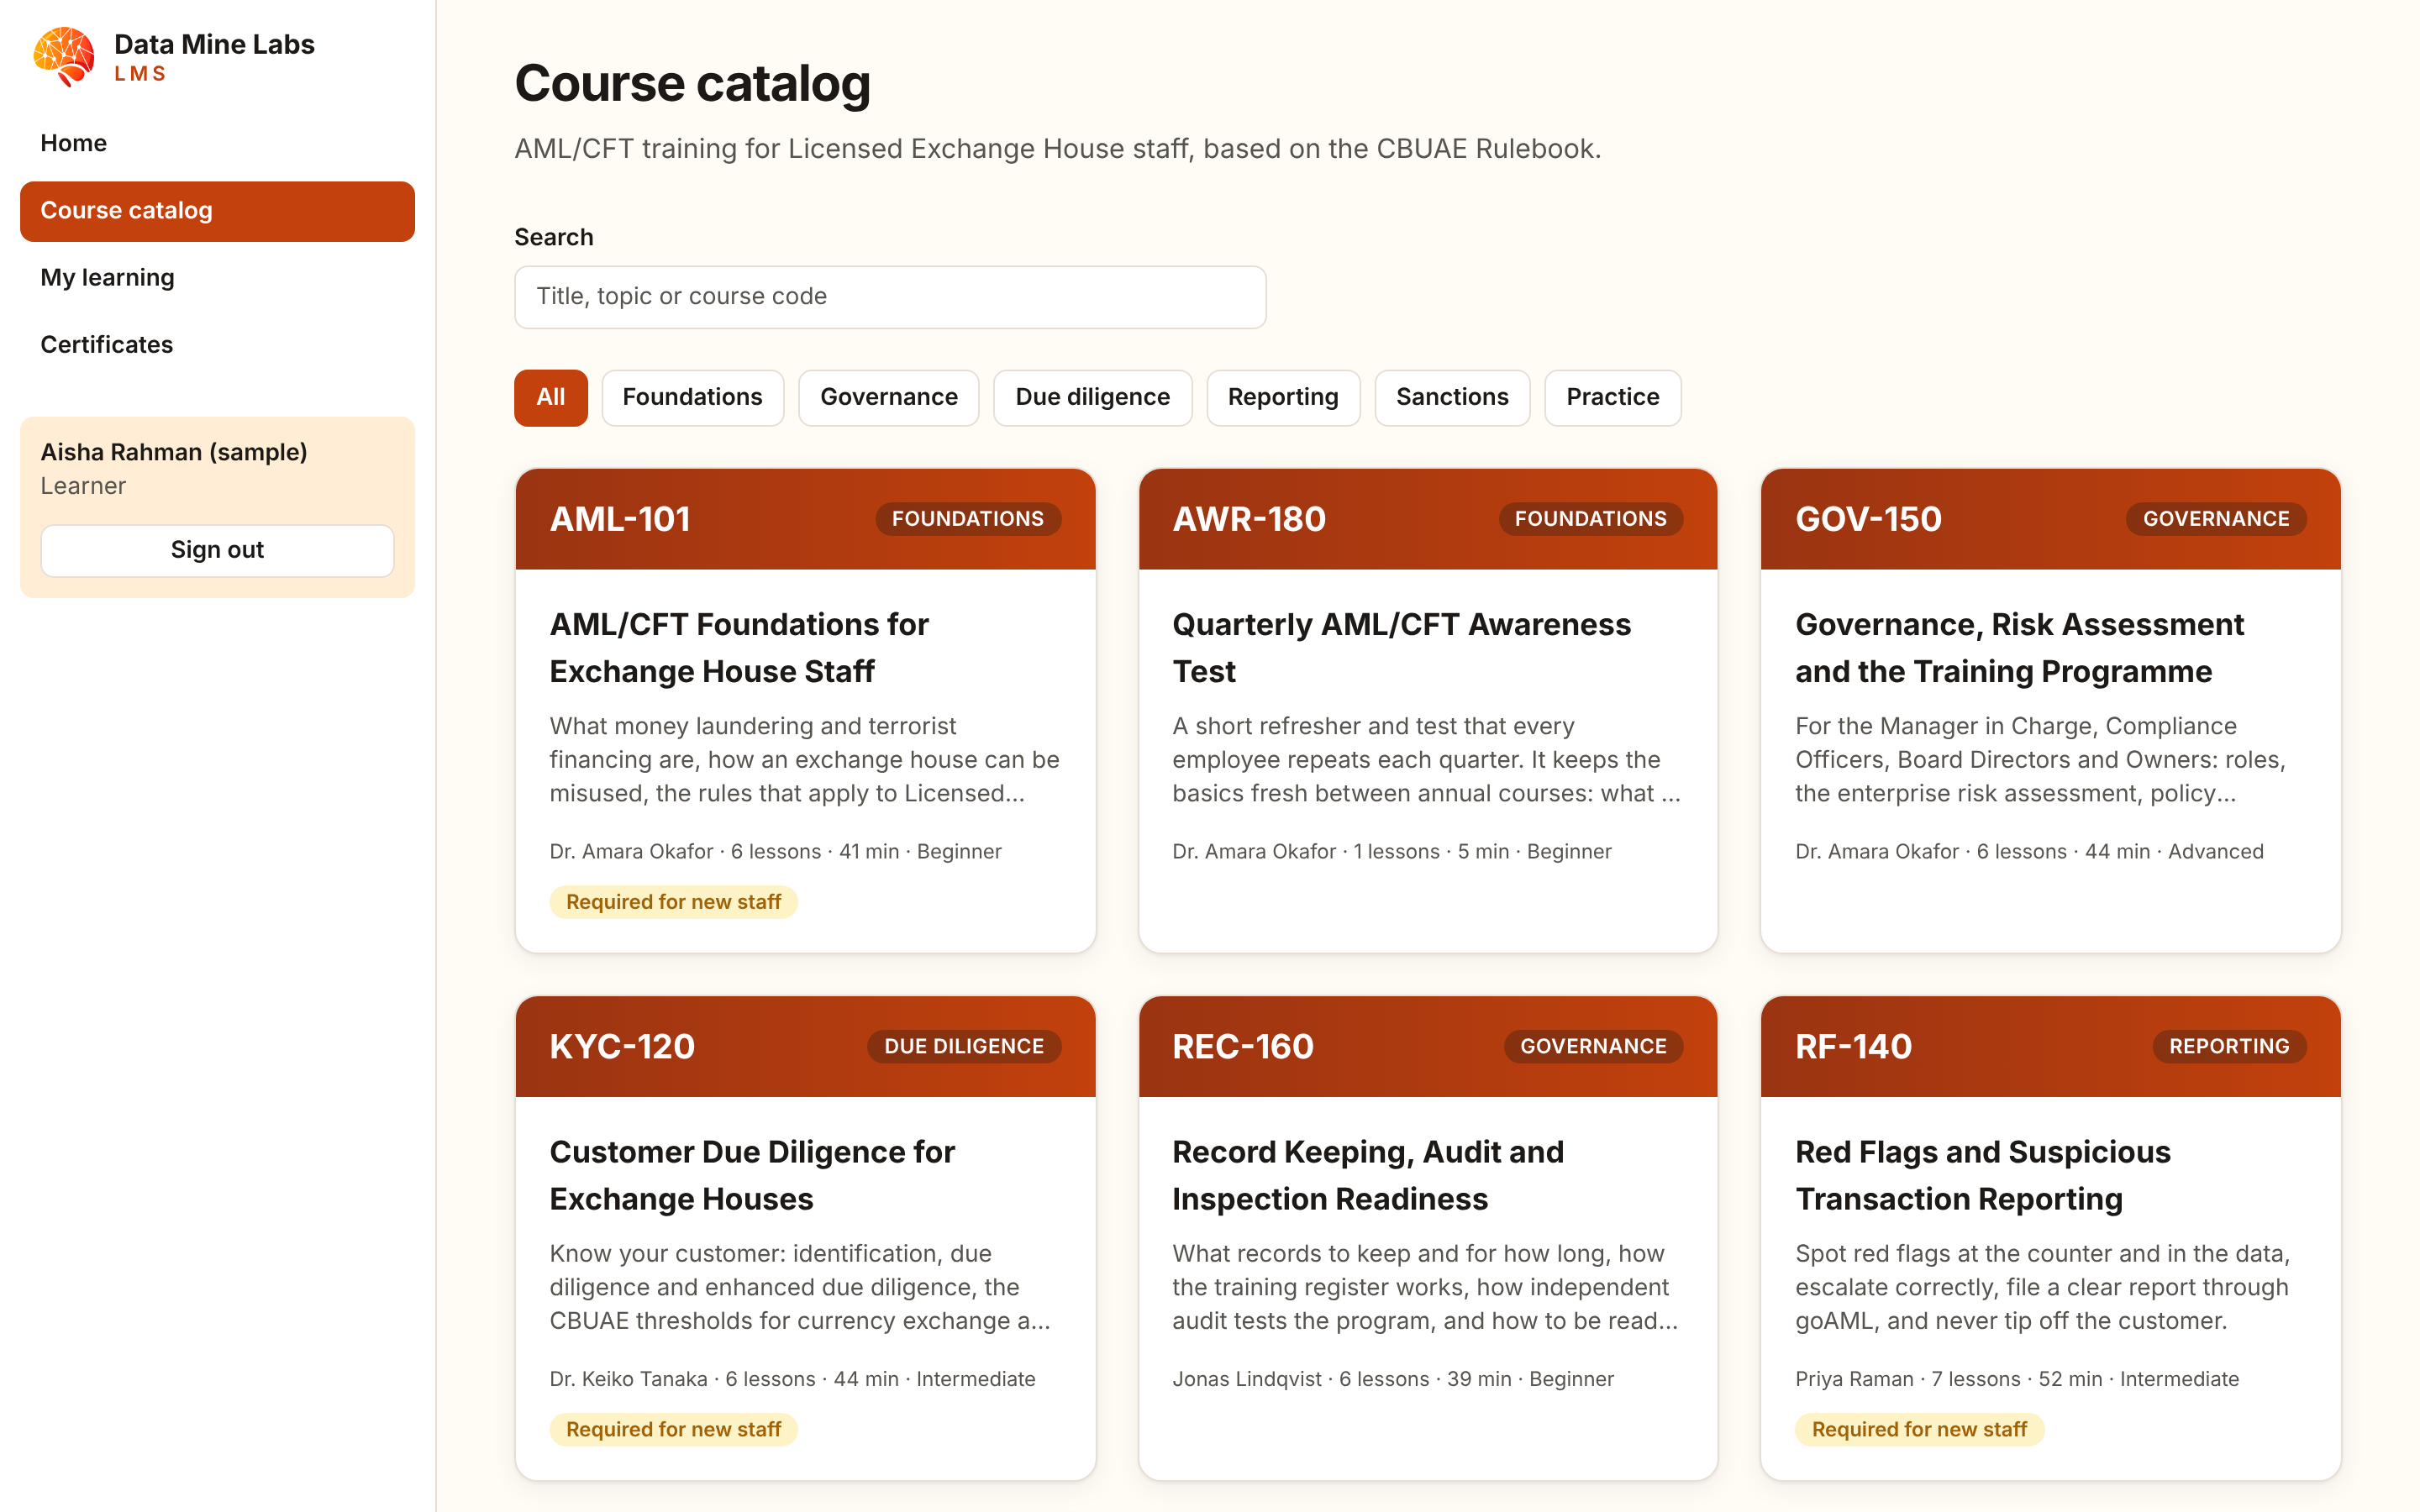 Data Mine Labs
LMS
Home
Course catalog
My learning
Certificates
Aisha Rahman (sample)
Learner
Sign out
Course catalog
AML/CFT training for Licensed Exchange House staff, based on the CBUAE Rulebook.
Search
Title, topic or course code
All
Foundations
Governance
Due diligence
Reporting
Sanctions
Practice
AML-101
FOUNDATIONS
AML/CFT Foundations for
Exchange House Staff
What money laundering and terrorist
financing are, how an exchange house can be
misused, the rules that apply to Licensed...
Dr. Amara Okafor · 6 lessons · 41 min · Beginner
Required for new staff
AWR-180
FOUNDATIONS
Quarterly AML/CFT Awareness
Test
A short refresher and test that every
employee repeats each quarter. It keeps the
basics fresh between annual courses: what ...
Dr. Amara Okafor · 1 lessons · 5 min · Beginner
GOV-150
GOVERNANCE
Governance, Risk Assessment
and the Training Programme
For the Manager in Charge, Compliance
Officers, Board Directors and Owners: roles,
the enterprise risk assessment, policy...
Dr. Amara Okafor · 6 lessons · 44 min · Advanced
KYC-120
DUE DILIGENCE
Customer Due Diligence for
Exchange Houses
Know your customer: identification, due
diligence and enhanced due diligence, the
CBUAE thresholds for currency exchange a...
Dr. Keiko Tanaka · 6 lessons · 44 min · Intermediate
Required for new staff
REC-160
GOVERNANCE
Record Keeping, Audit and
Inspection Readiness
What records to keep and for how long, how
the training register works, how independent
audit tests the program, and how to be read...
Jonas Lindqvist · 6 lessons · 39 min · Beginner
RF-140
REPORTING
Red Flags and Suspicious
Transaction Reporting
Spot red flags at the counter and in the data,
escalate correctly, file a clear report through
goAML, and never tip off the customer.
Priya Raman · 7 lessons · 52 min · Intermediate
Required for new staff